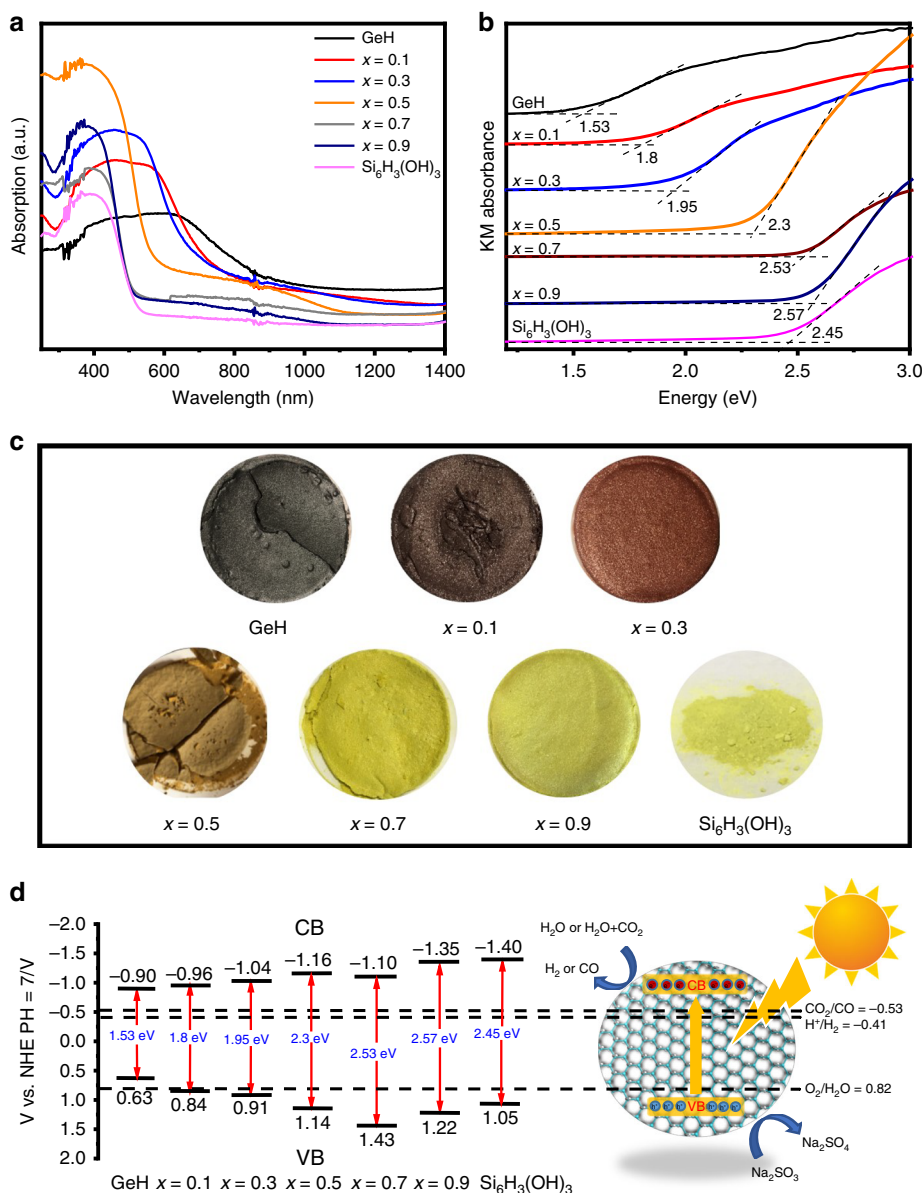 a
Absorption (a.u.)
GeH
x = 0.1
x = 0.3
x = 0.5
x = 0.7
x = 0.9
Si₆H₃(OH)₃
400 600 800 1000 1200 1400
Wavelength (nm)
b
KM absorbance
GeH
1.53
x = 0.1
1.8
x = 0.3
1.95
x = 0.5
2.3
x = 0.7
2.53
x = 0.9
2.57
Si₆H₃(OH)₃
2.45
1.5 2.0 2.5 3.0
Energy (eV)
c
GeH x = 0.1 x = 0.3
x = 0.5 x = 0.7 x = 0.9 Si₆H₃(OH)₃
d
V vs. NHE PH = 7/V
−2.0
−1.5
−1.0
−0.5
0.0
0.5
1.0
1.5
2.0
CB
−0.90 −0.96 −1.04 −1.16 −1.10 −1.35 −1.40
1.53 eV 1.8 eV 1.95 eV 2.3 eV 2.53 eV 2.57 eV 2.45 eV
0.63 0.84 0.91 1.14 1.43 1.22 1.05
VB
GeH x = 0.1 x = 0.3 x = 0.5 x = 0.7 x = 0.9 Si₆H₃(OH)₃
H₂O or H₂O+CO₂
H₂ or CO
CB
CO₂/CO = −0.53
H⁺/H₂ = −0.41
O₂/H₂O = 0.82
VB
Na₂SO₄
Na₂SO₃